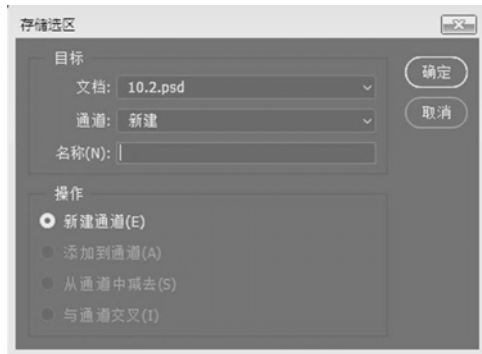 存储选区
目标
文档: 10.2.psd
通道: 新建
名称(N):
确定
取消
操作
新建通道(E)
添加到通道(A)
从通道中减去(S)
与通道交叉(I)